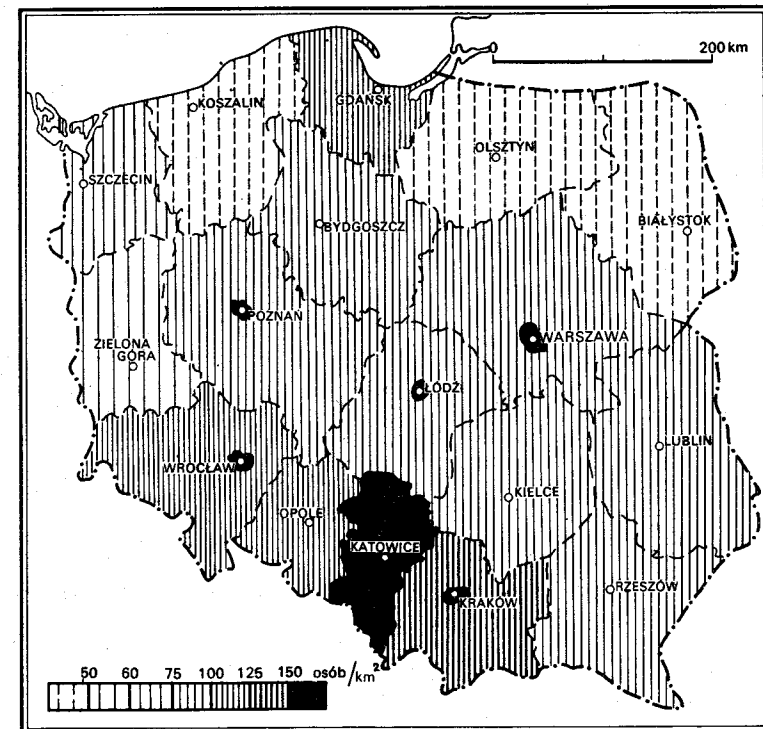 0 200 km
KOSZALIN
GDAŃSK
OLSZTYN
SZCZECIN
BYDGOSZCZ
BIAŁYSTOK
POZNAŃ
WARSZAWA
ZIELONA
GÓRA
ŁÓDŹ
LUBLIN
WROCŁAW
OPOLE
KIELCE
KATOWICE
RZESZÓW
KRAKÓW
50 60 75 100 125 150 osób/km²